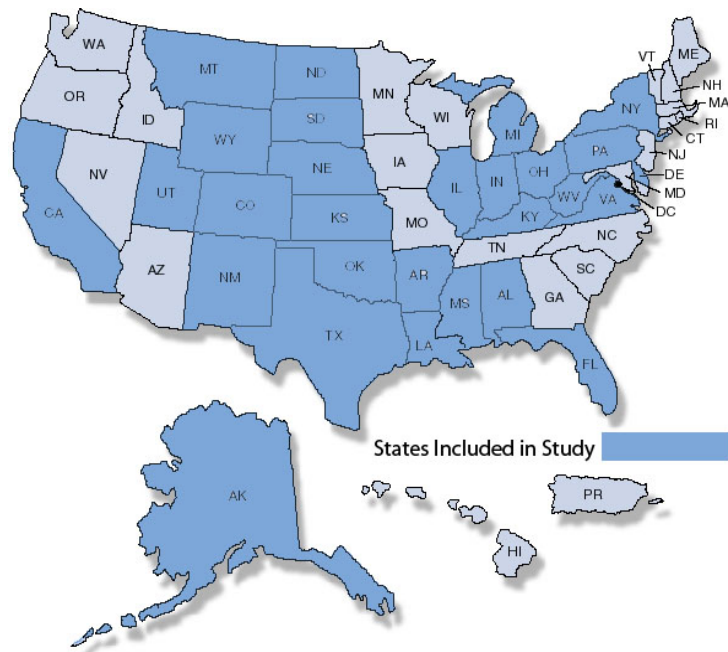 WA
MT
ND
MN
VT
ME
OR
ID
SD
WI
MI
NY
NH
MA
RI
CT
WY
NV
NE
IA
PA
NJ
CA
UT
CO
KS
MO
IL
IN
OH
WV
VA
KY
DE
MD
DC
AZ
NM
OK
AR
TN
NC
SC
TX
LA
MS
AL
GA
FL
States Included in Study
AK
HI
PR